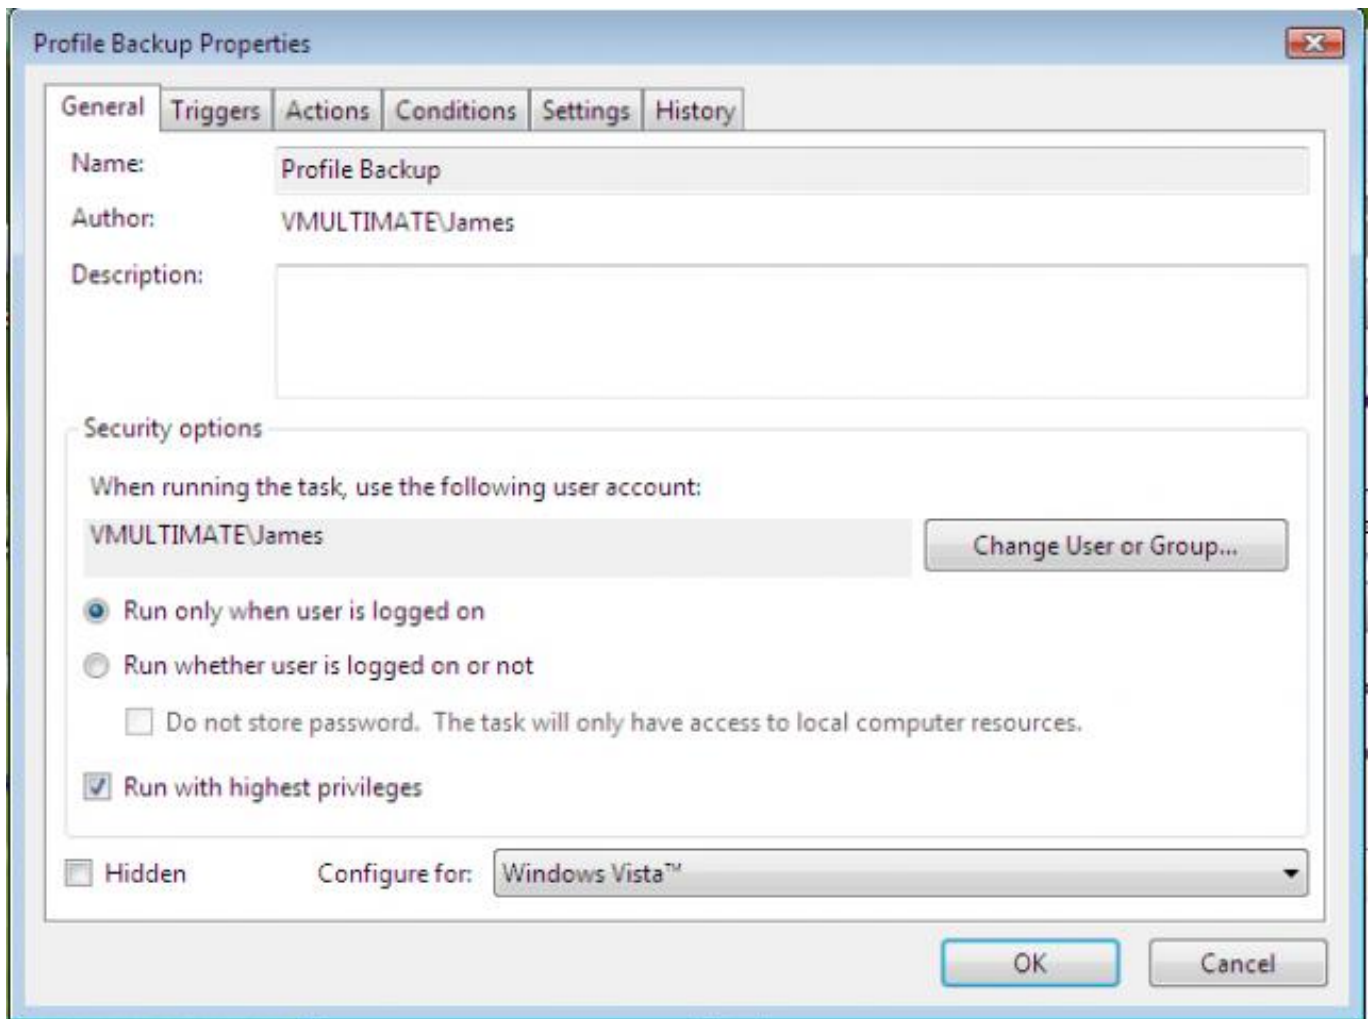 Profile Backup Properties
General Triggers Actions Conditions Settings History
Name: Profile Backup
Author: VMULTIMATE\James
Description:
Security options
When running the task, use the following user account:
VMULTIMATE\James Change User or Group...
Run only when user is logged on
Run whether user is logged on or not
Do not store password. The task will only have access to local computer resources.
Run with highest privileges
Hidden Configure for: Windows Vista™
OK Cancel